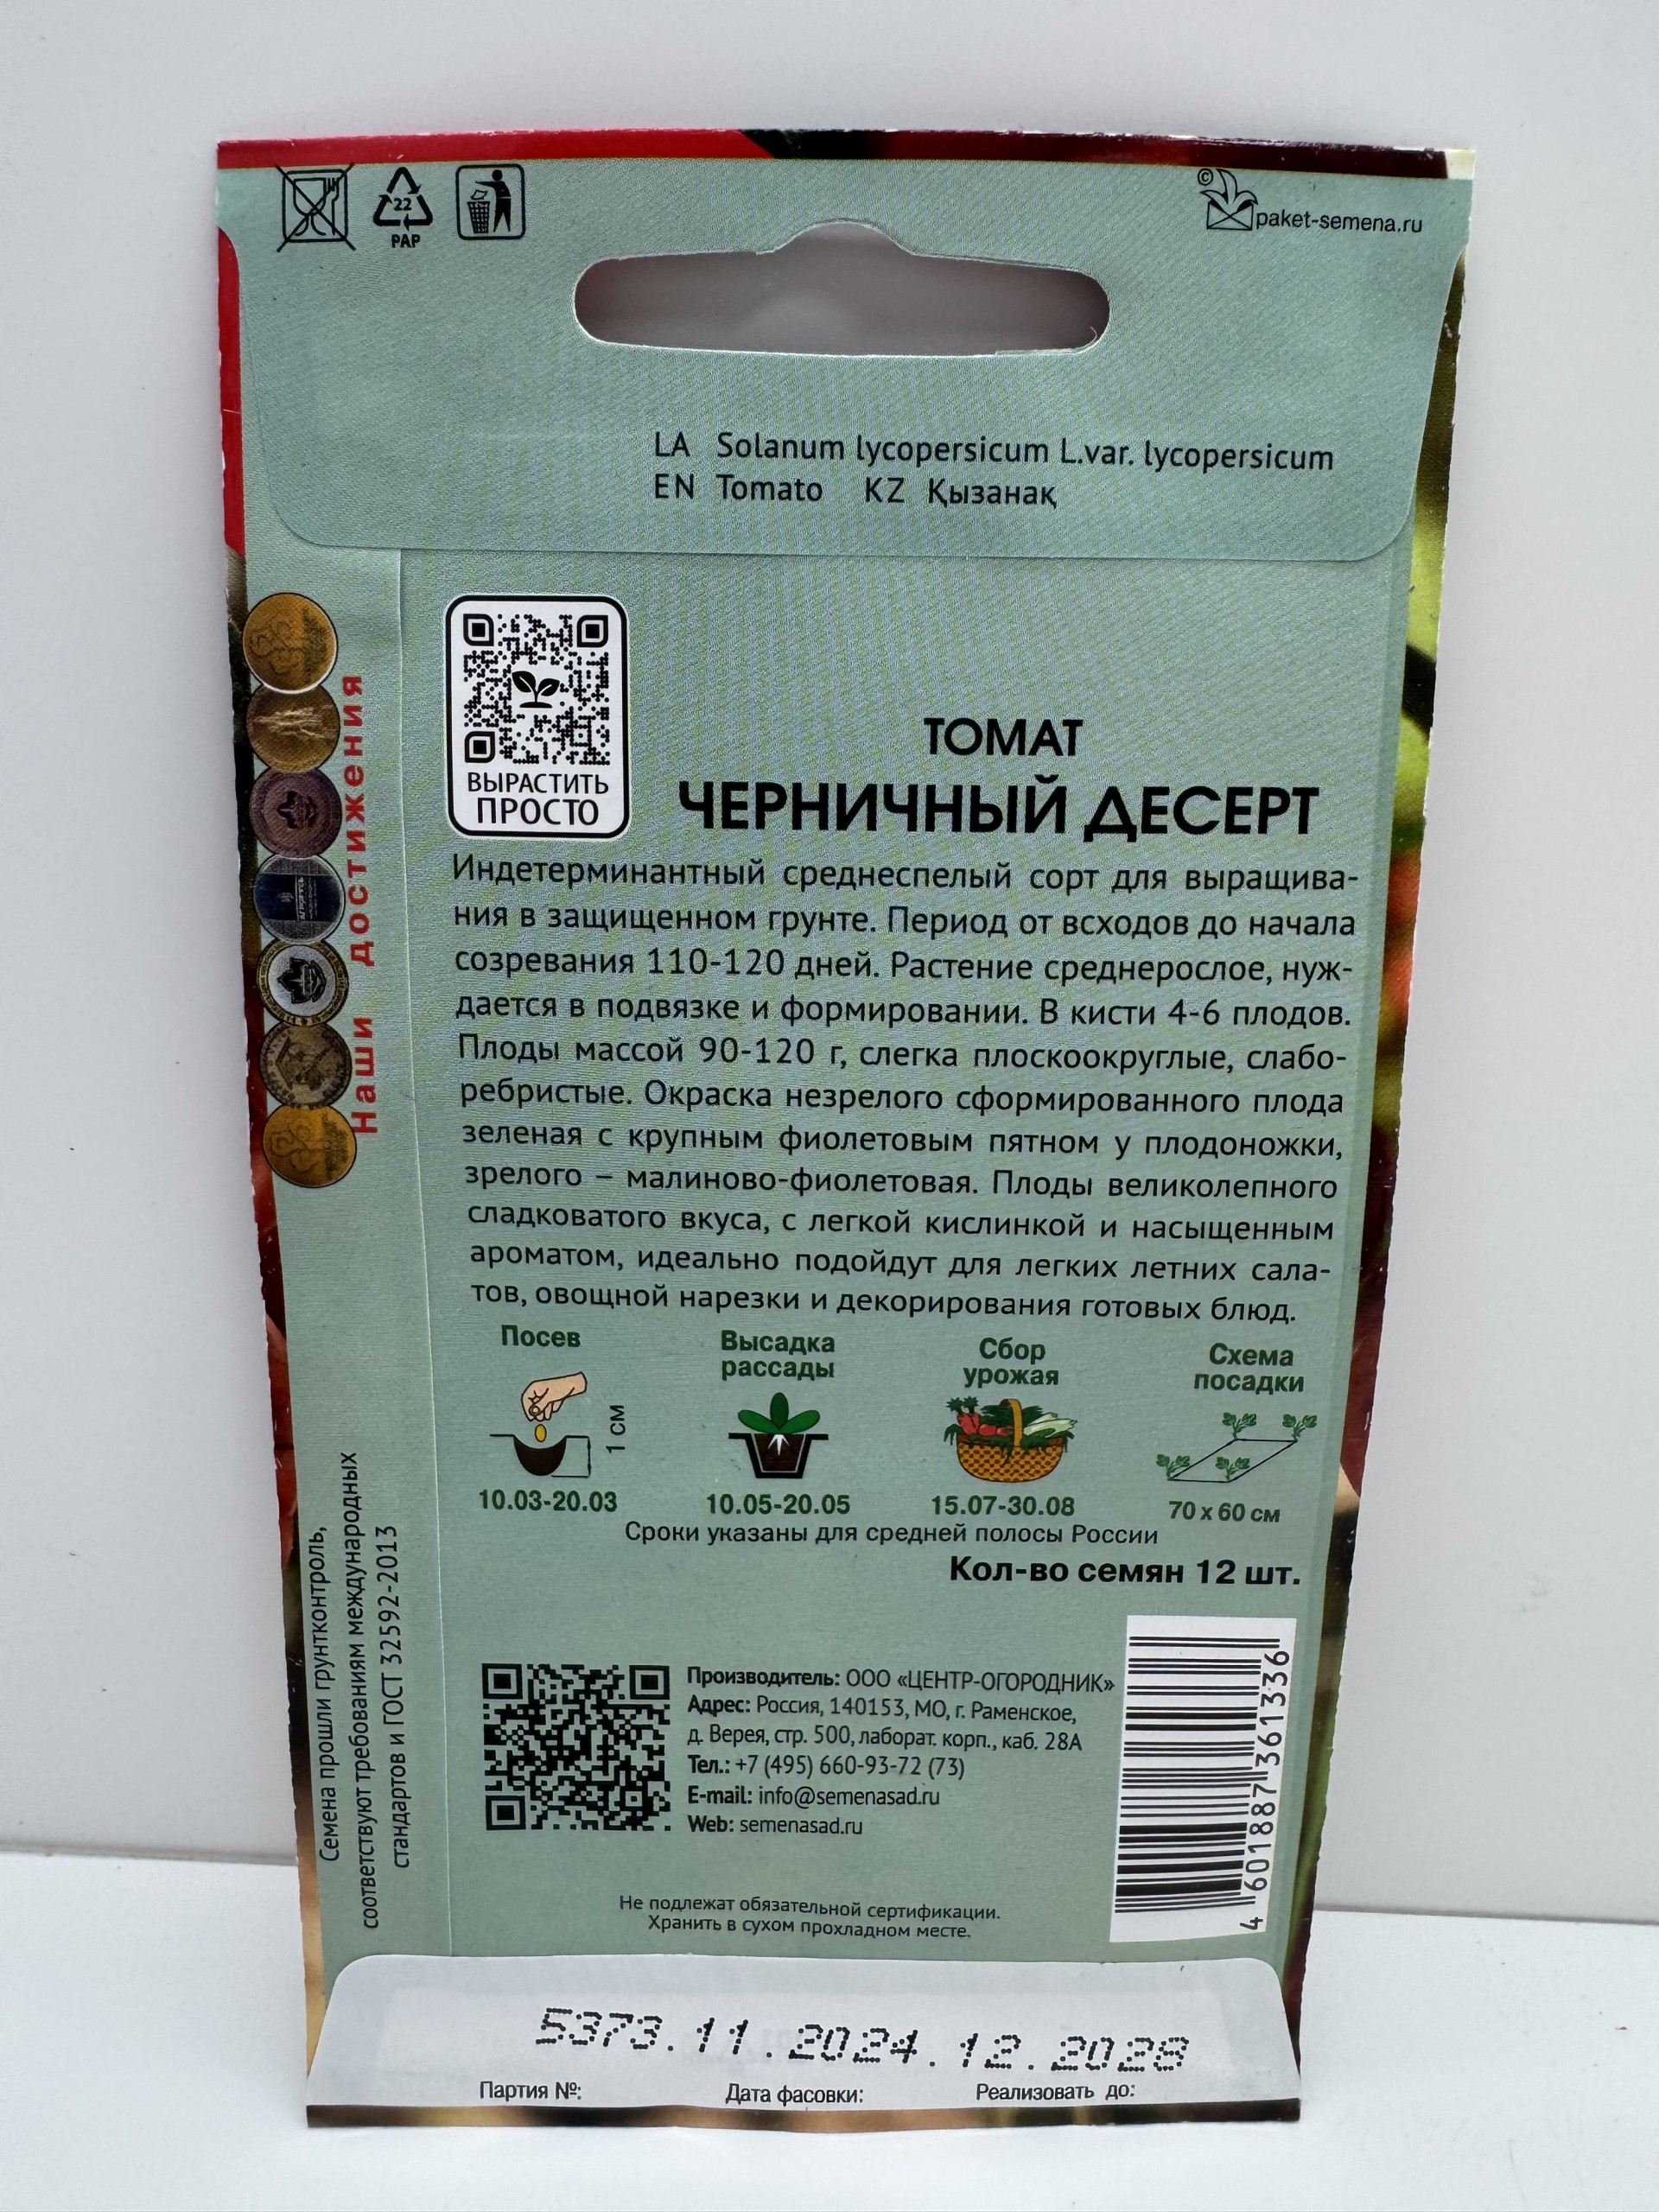 22
PAP
©
paket-semena.ru
LA Solanum lycopersicum L.var. lycopersicum
EN Tomato KZ Қызанақ
ВЫРАСТИТЬ
ПРОСТО
ТОМАТ
ЧЕРНИЧНЫЙ ДЕСЕРТ
Индетерминантный среднеспелый сорт для выращива-
ния в защищенном грунте. Период от всходов до начала
созревания 110-120 дней. Растение среднерослое, нуж-
дается в подвязке и формировании. В кисти 4-6 плодов.
Плоды массой 90-120 г, слегка плоскоокруглые, слабо-
ребристые. Окраска незрелого сформированного плода
зеленая с крупным фиолетовым пятном у плодоножки,
зрелого – малиново-фиолетовая. Плоды великолепного
сладковатого вкуса, с легкой кислинкой и насыщенным
ароматом, идеально подойдут для легких летних сала-
тов, овощной нарезки и декорирования готовых блюд.
Наши достижения
Посев
1 см
10.03-20.03
Высадка
рассады
10.05-20.05
Сбор
урожая
15.07-30.08
Схема
посадки
70 х 60 см
Сроки указаны для средней полосы России
Кол-во семян 12 шт.
Семена прошли грунтконтроль,
соответствуют требованиям международных
стандартов и ГОСТ 32592-2013
Производитель: ООО «ЦЕНТР-ОГОРОДНИК»
Адрес: Россия, 140153, МО, г. Раменское,
д. Верея, стр. 500, лаборат. корп., каб. 28А
Тел.: +7 (495) 660-93-72 (73)
E-mail: info@semenasad.ru
Web: semenasad.ru
4 601887 361336
Не подлежат обязательной сертификации.
Хранить в сухом прохладном месте.
5373.11.2024.12.2028
Партия №:
Дата фасовки:
Реализовать до: